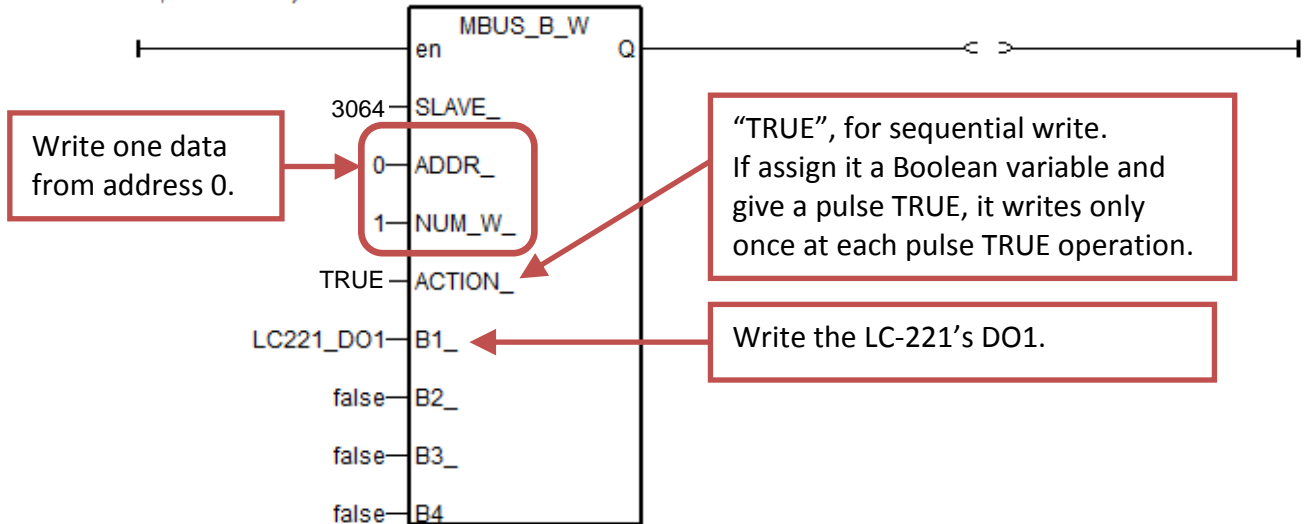 MBUS_B_W
en Q
3064 SLAVE_
0 ADDR_
1 NUM_W_
TRUE ACTION_
LC221_DO1 B1_
false B2_
false B3_
false B4
Write one data
from address 0.
“TRUE”, for sequential write.
If assign it a Boolean variable and
give a pulse TRUE, it writes only
once at each pulse TRUE operation.
Write the LC-221’s DO1.